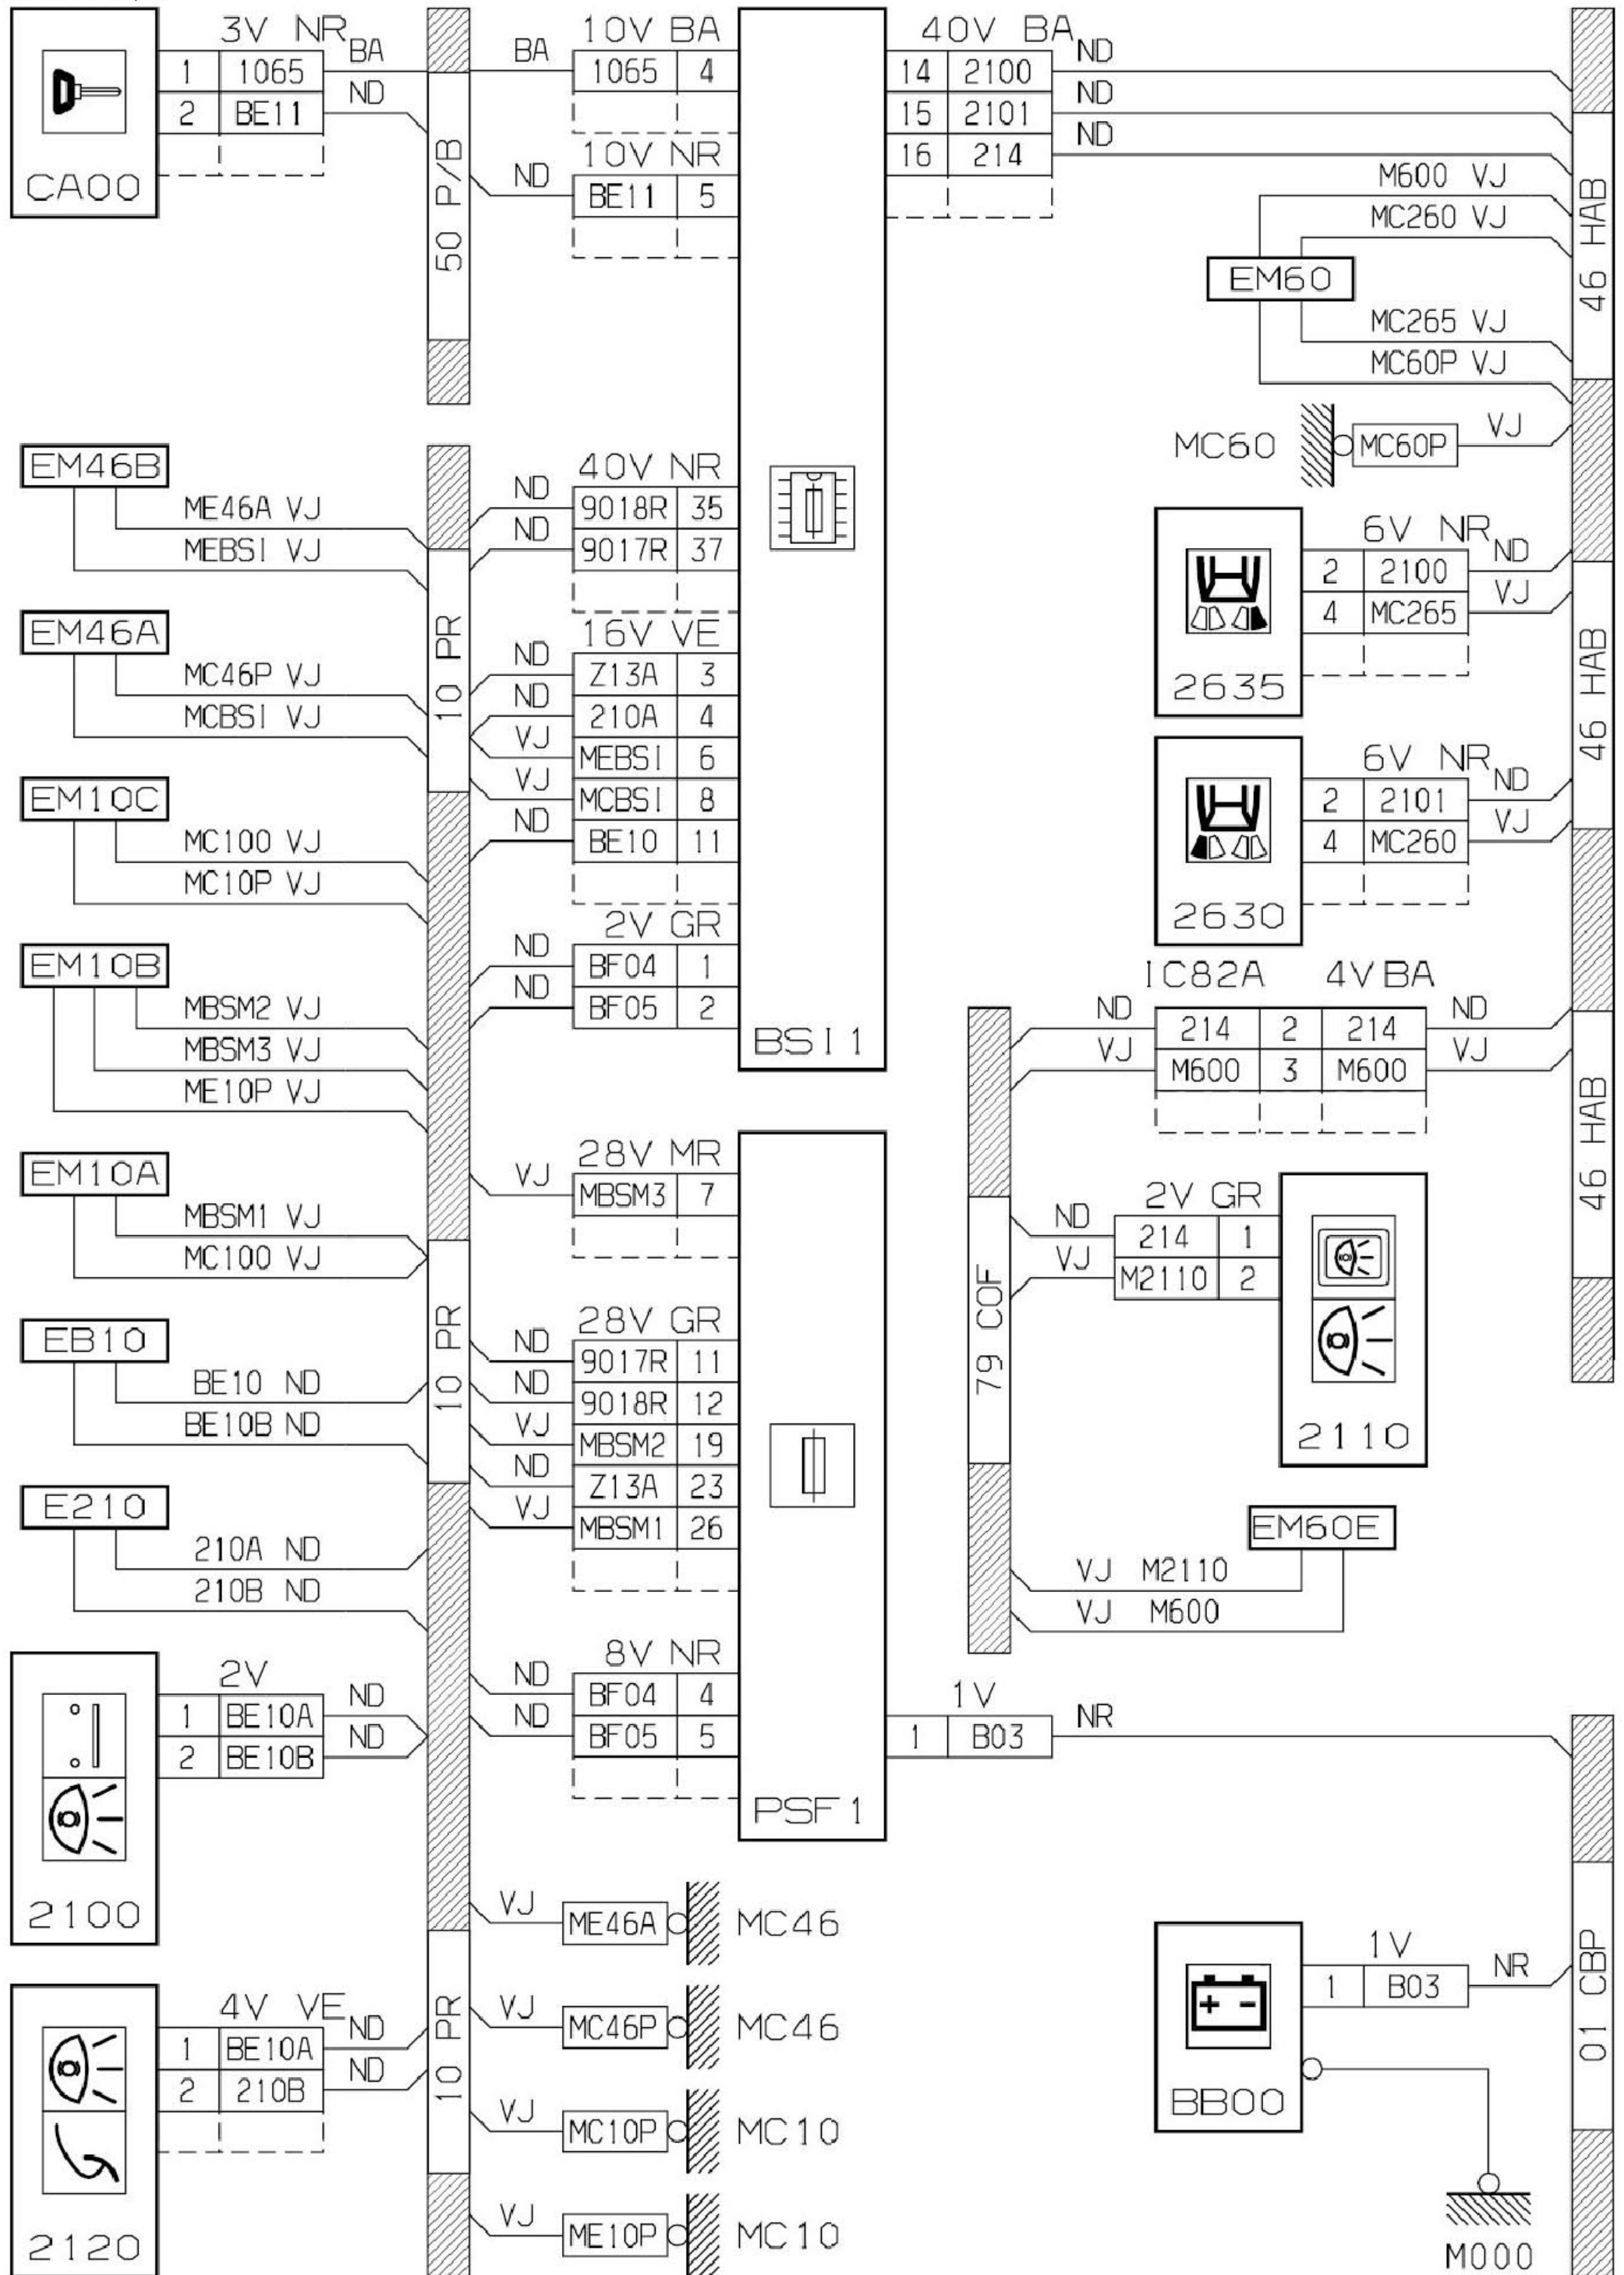 3V NR
BA
1 1065
ND
2 BE11
CA00
50 P/B
BA
10V BA
1065 4
10V NR
ND
BE11 5
40V BA
ND
14 2100
ND
15 2101
ND
16 214
M600 VJ
MC260 VJ
EM60
MC265 VJ
MC60P VJ
46 HAB
MC60
MC60P
VJ
EM46B
ME46A VJ
MEBSI VJ
EM46A
MC46P VJ
MCBSI VJ
EM10C
MC100 VJ
MC10P VJ
EM10B
MBSM2 VJ
MBSM3 VJ
ME10P VJ
EM10A
MBSM1 VJ
MC100 VJ
EB10
BE10 ND
BE10B ND
E210
210A ND
210B ND
2V
1 BE10A ND
2 BE10B ND
2100
4V VE
1 BE10A ND
2 210B ND
2120
10 PR
10 PR
10 PR
40V NR
ND 9018R 35
ND 9017R 37
16V VE
ND Z13A 3
ND 210A 4
VJ MEBSI 6
VJ MCBSI 8
ND BE10 11
2V GR
ND BF04 1
ND BF05 2
BSI1
28V MR
VJ MBSM3 7
28V GR
ND 9017R 11
ND 9018R 12
VJ MBSM2 19
ND Z13A 23
VJ MBSM1 26
8V NR
ND BF04 4
ND BF05 5
PSF1
1V
1 B03 NR
VJ ME46A MC46
VJ MC46P MC46
VJ MC10P MC10
VJ ME10P MC10
6V NR
2 2100 ND
4 MC265 VJ
2635
6V NR
2 2101 ND
4 MC260 VJ
2630
46 HAB
IC82A 4V BA
ND 214 2 214 ND
VJ M600 3 M600 VJ
46 HAB
79 COF
2V GR
ND 214 1
VJ M2110 2
2110
EM60E
VJ M2110
VJ M600
1V
1 B03 NR
BB00
01 CBP
M000